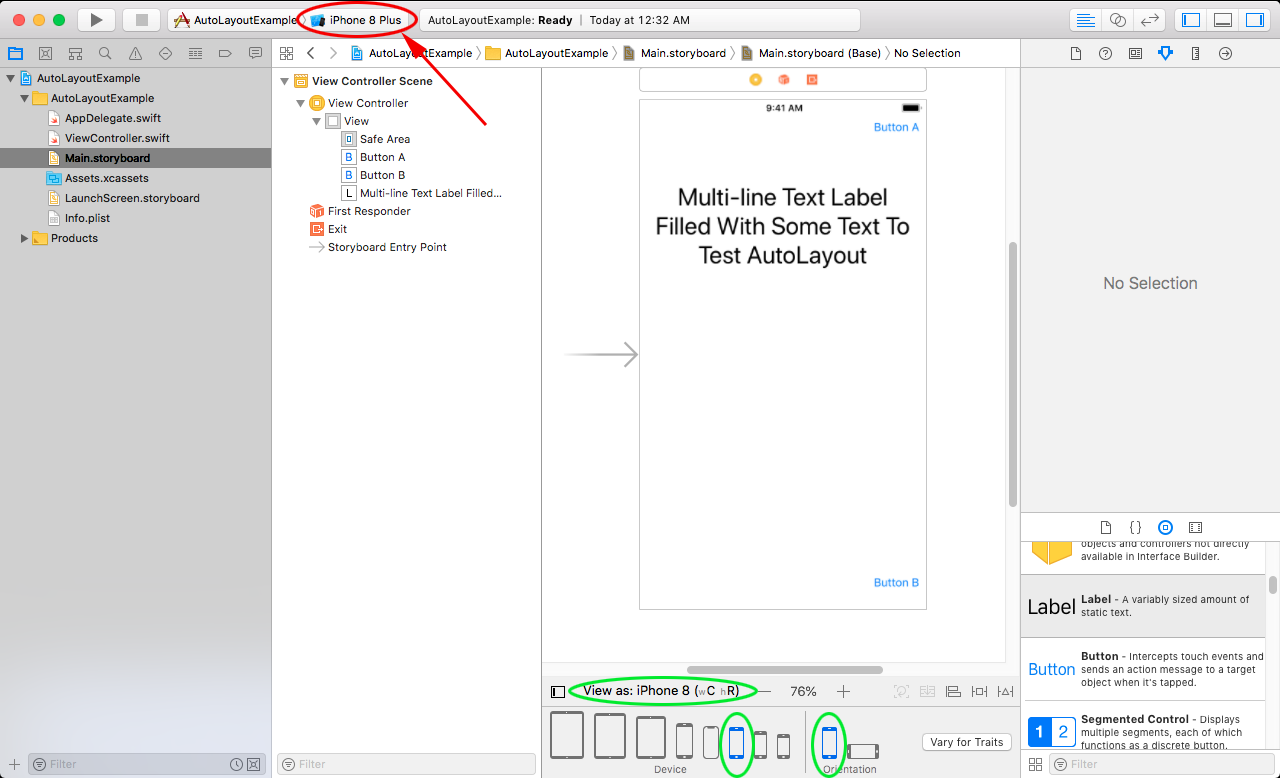 AutoLayoutExample
iPhone 8 Plus
AutoLayoutExample: Ready | Today at 12:32 AM
AutoLayoutExample
AutoLayoutExample
Main.storyboard
Main.storyboard (Base)
No Selection
AutoLayoutExample
AutoLayoutExample
AppDelegate.swift
ViewController.swift
Main.storyboard
Assets.xcassets
LaunchScreen.storyboard
Info.plist
Products
Filter
View Controller Scene
View Controller
View
Safe Area
B Button A
B Button B
L Multi-line Text Label Filled...
First Responder
Exit
Storyboard Entry Point
Filter
9:41 AM
Button A
Multi-line Text Label
Filled With Some Text To
Test AutoLayout
Button B
View as: iPhone 8 (wC hR)
76%
Device
Orientation
Vary for Traits
No Selection
{}
objects and controllers not directly
available in Interface Builder.
Label
Label - A variably sized amount of
static text.
Button
Button - Intercepts touch events and
sends an action message to a target
object when it's tapped.
1 2
Segmented Control - Displays
multiple segments, each of which
functions as a discrete button.
Filter